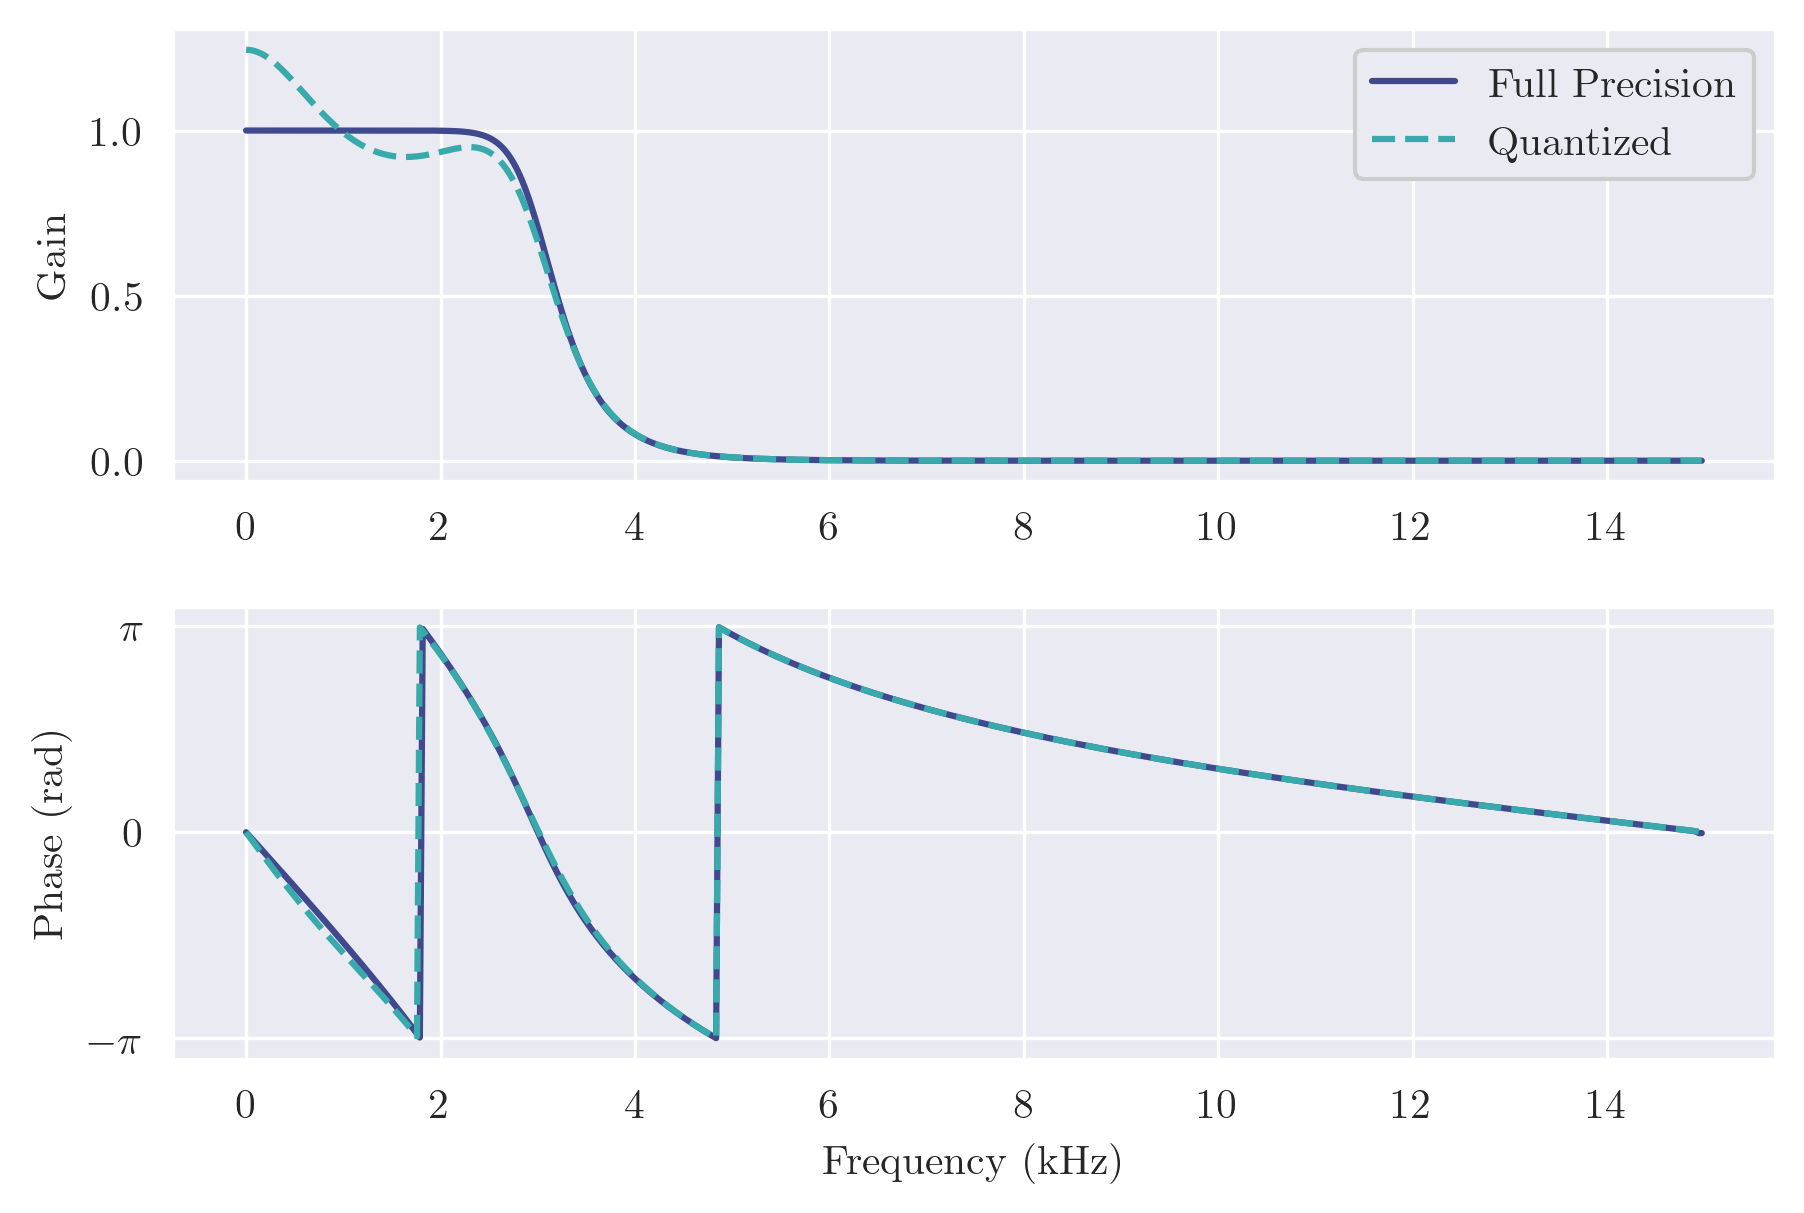 Full Precision
Quantized
Gain
1.0
0.5
0.0
0 2 4 6 8 10 12 14
Phase (rad)
π
0
−π
0 2 4 6 8 10 12 14
Frequency (kHz)